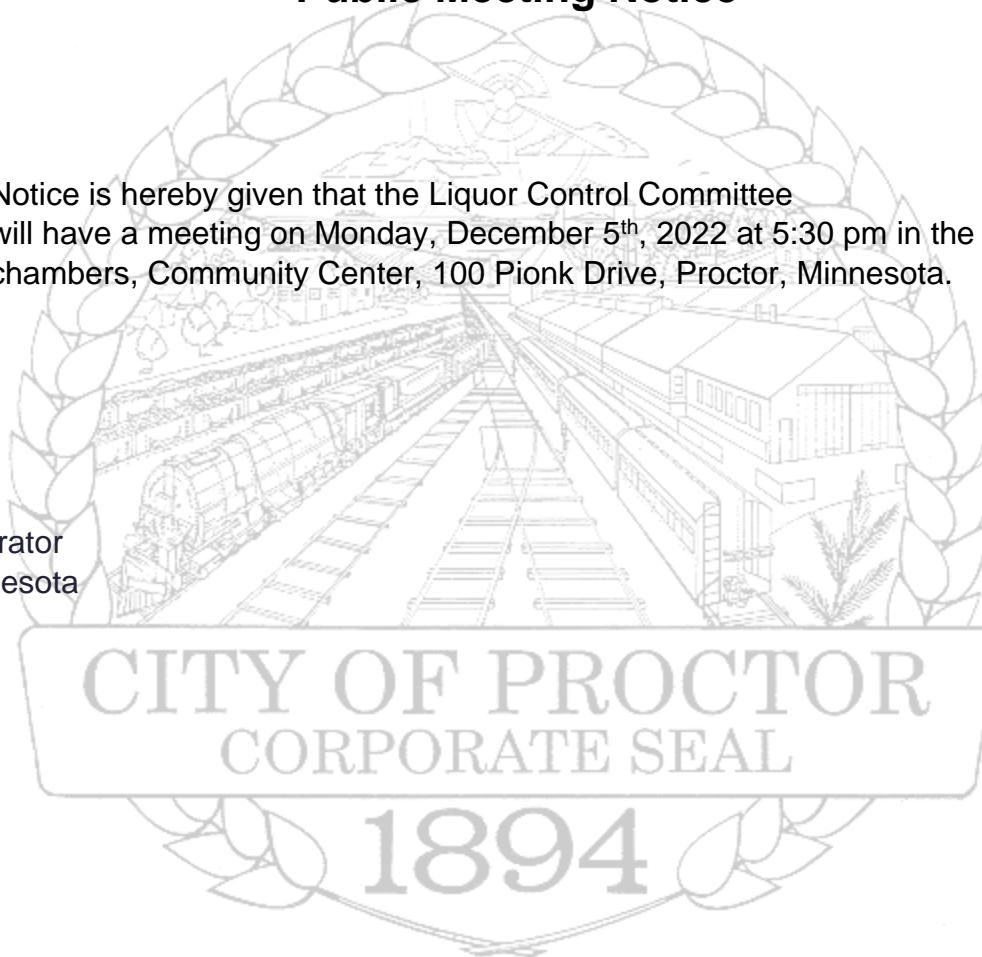 Public Meeting Notice
Notice is hereby given that the Liquor Control Committee
will have a meeting on Monday, December 5th, 2022 at 5:30 pm in the
chambers, Community Center, 100 Pionk Drive, Proctor, Minnesota.
rator
nesota
CITY OF PROCTOR
CORPORATE SEAL
1894